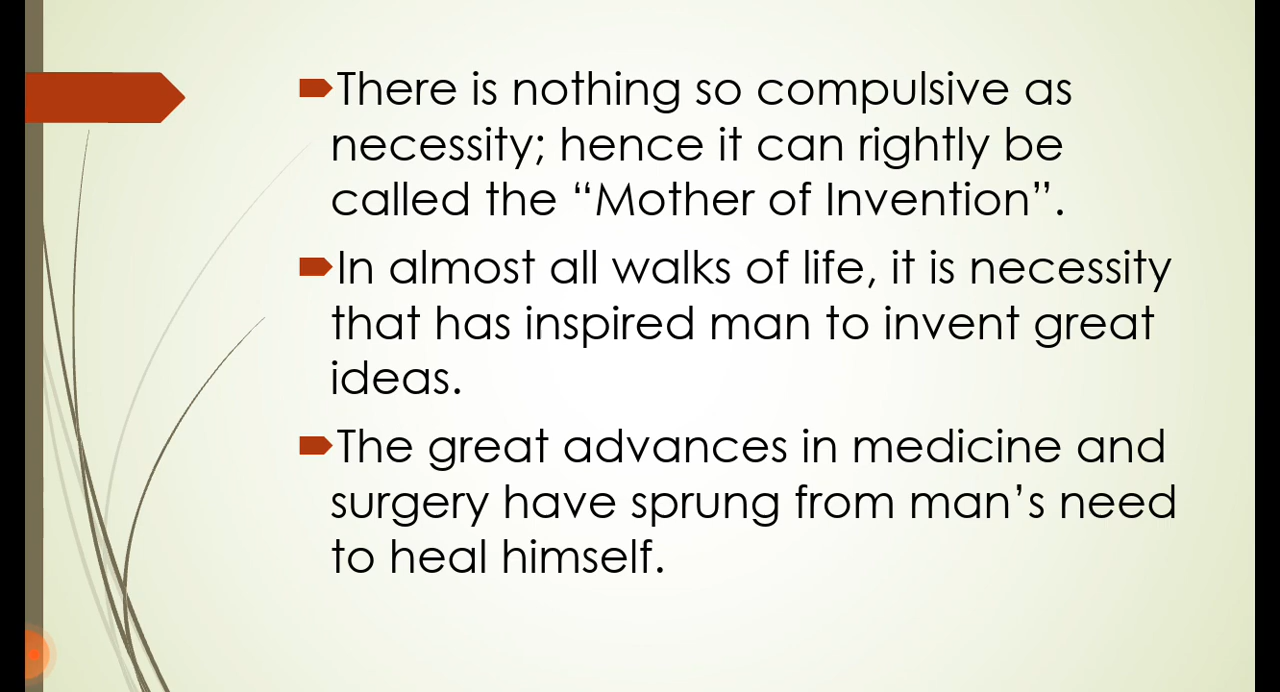 There is nothing so compulsive as
necessity; hence it can rightly be
called the “Mother of Invention”.
In almost all walks of life, it is necessity
that has inspired man to invent great
ideas.
The great advances in medicine and
surgery have sprung from man’s need
to heal himself.